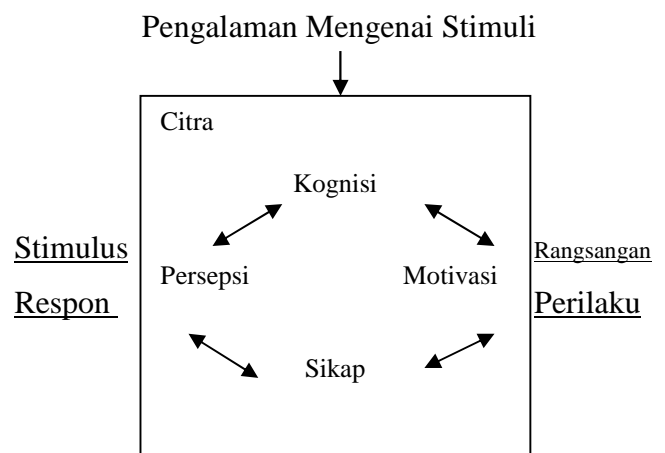 Pengalaman Mengenai Stimuli
Citra
Kognisi
Stimulus
Rangsangan
Persepsi
Motivasi
Respon
Perilaku
Sikap